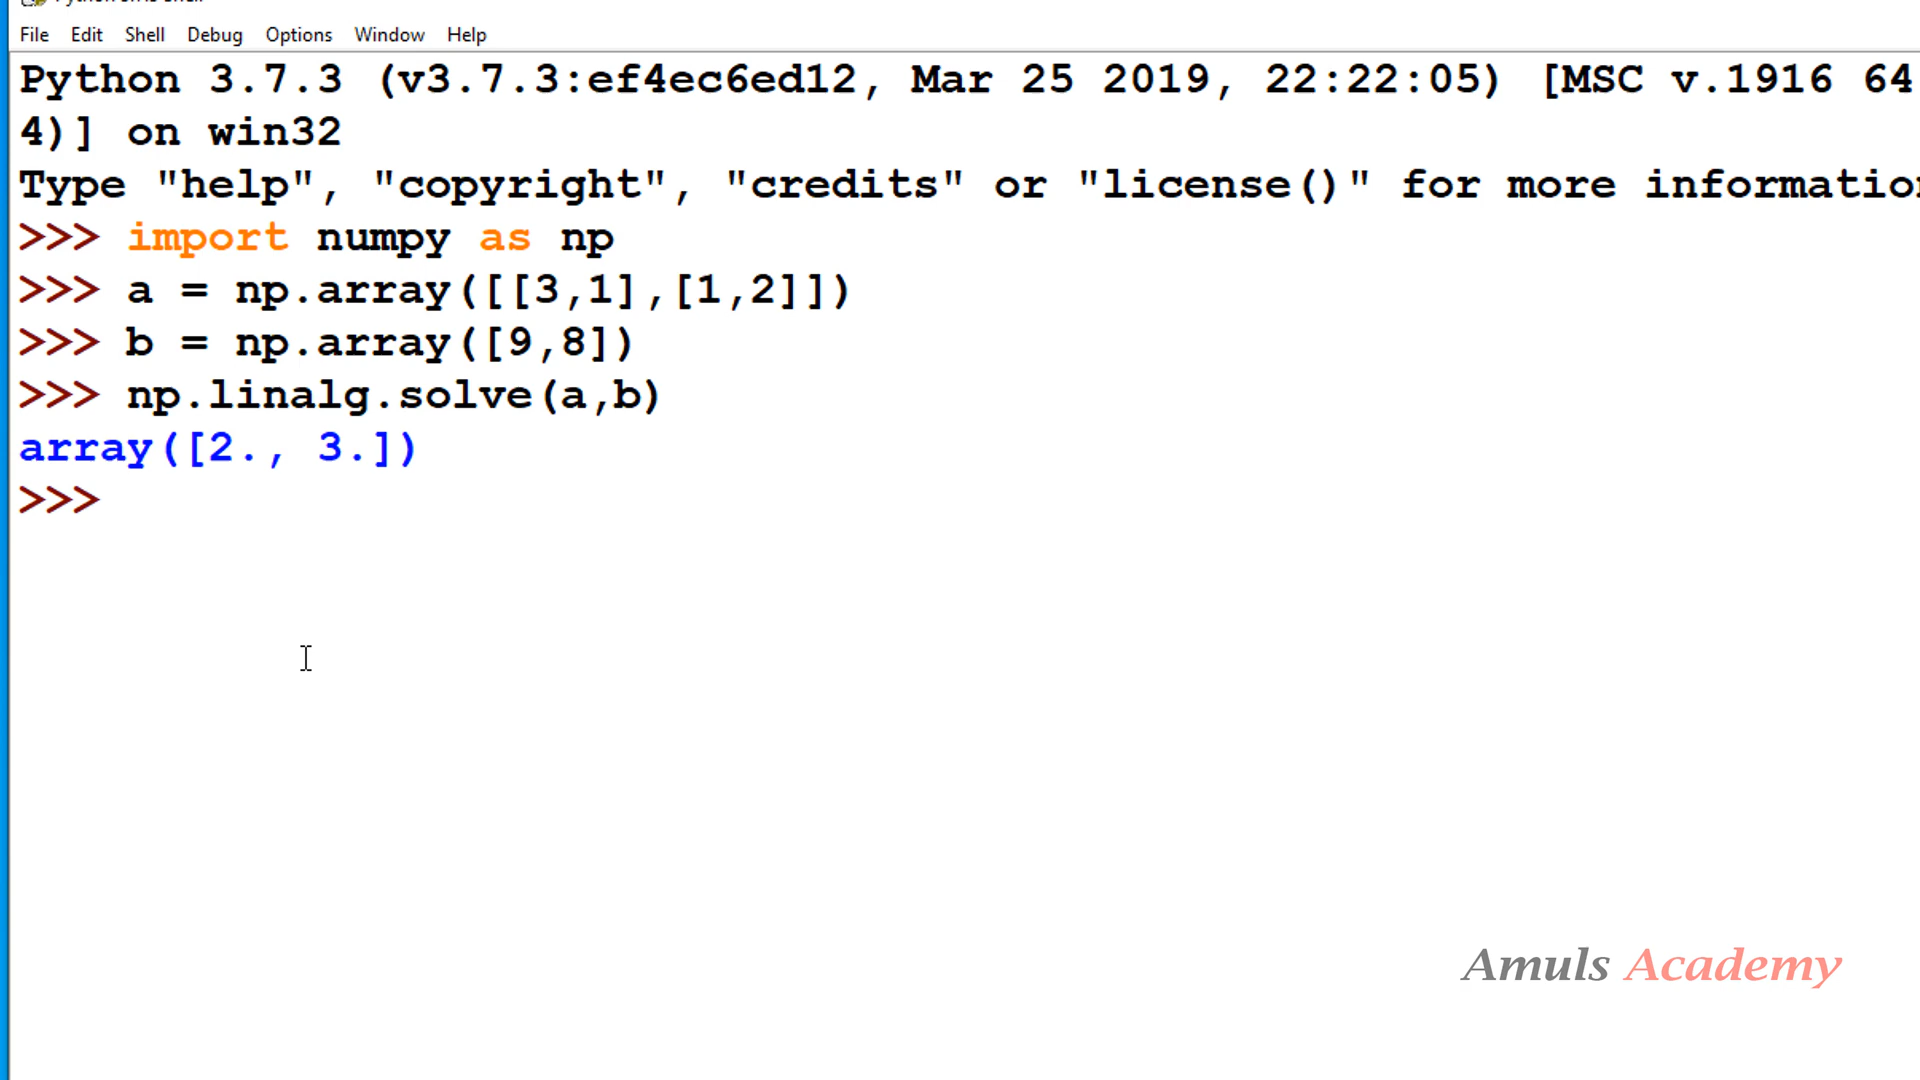 File Edit Shell Debug Options Window Help
Python 3.7.3 (v3.7.3:ef4ec6ed12, Mar 25 2019, 22:22:05) [MSC v.1916 64
4)] on win32
Type "help", "copyright", "credits" or "license()" for more information
>>> import numpy as np
>>> a = np.array([[3,1],[1,2]])
>>> b = np.array([9,8])
>>> np.linalg.solve(a,b)
array([2., 3.])
>>>
Amuls Academy